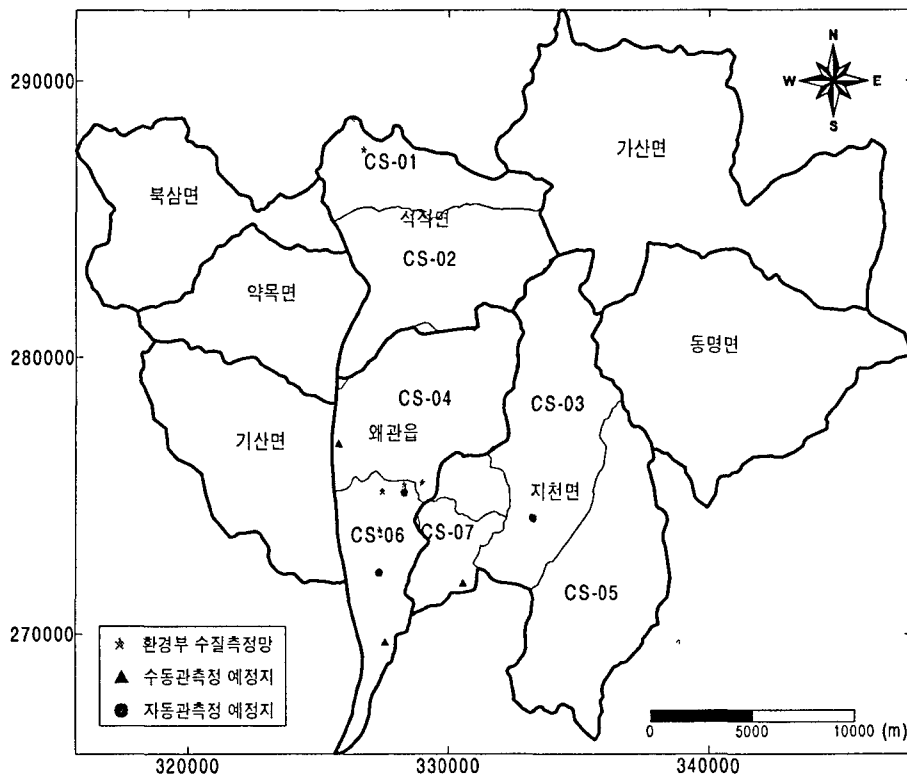 290000
280000
270000
320000
330000
340000
N
W E
S
가산면
북삼면
CS-01
석적면
CS-02
약목면
동명면
CS-04
CS-03
왜관읍
기산면
지천면
CS-06
CS-07
CS-05
환경부 수질측정망
수동관측정 예정지
자동관측정 예정지
0 5000 10000 (m)